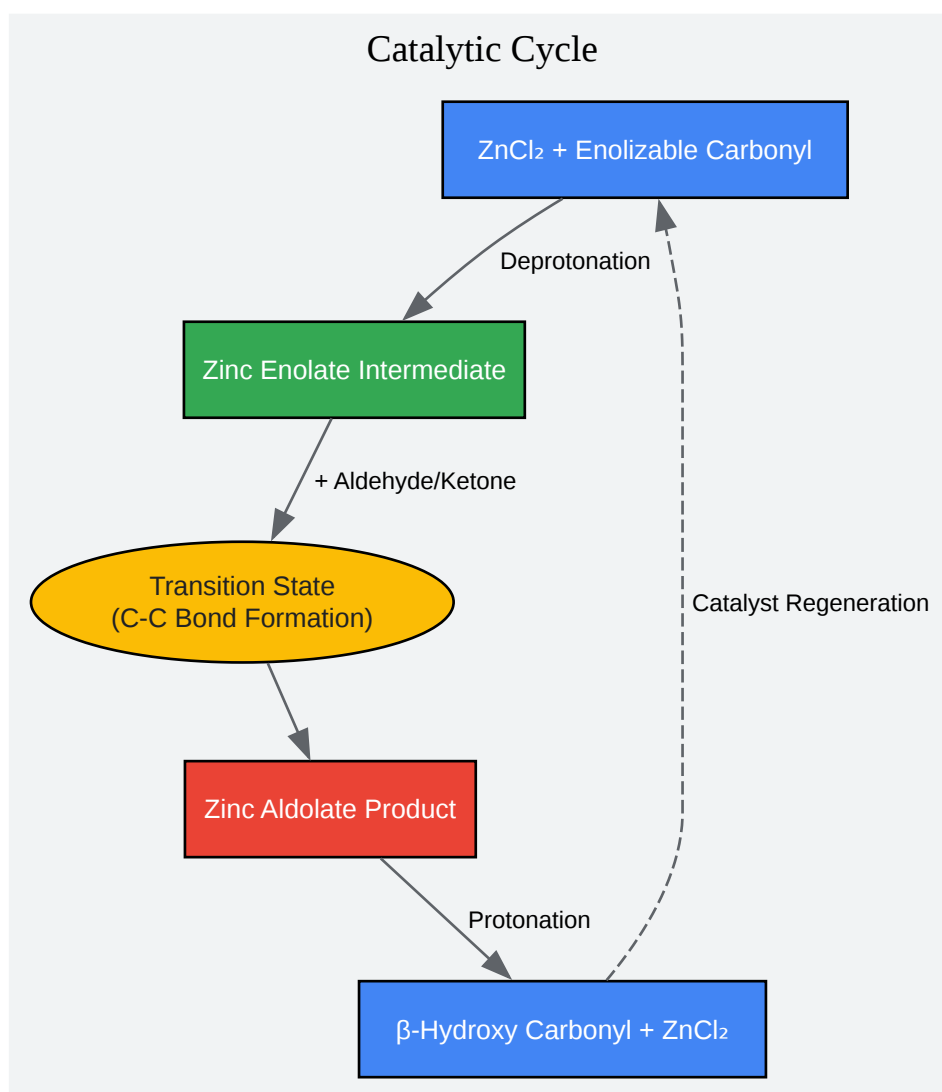 Catalytic Cycle
ZnCl₂ + Enolizable Carbonyl
Deprotonation
Zinc Enolate Intermediate
+ Aldehyde/Ketone
Transition State
(C-C Bond Formation)
Catalyst Regeneration
Zinc Aldolate Product
Protonation
β-Hydroxy Carbonyl + ZnCl₂